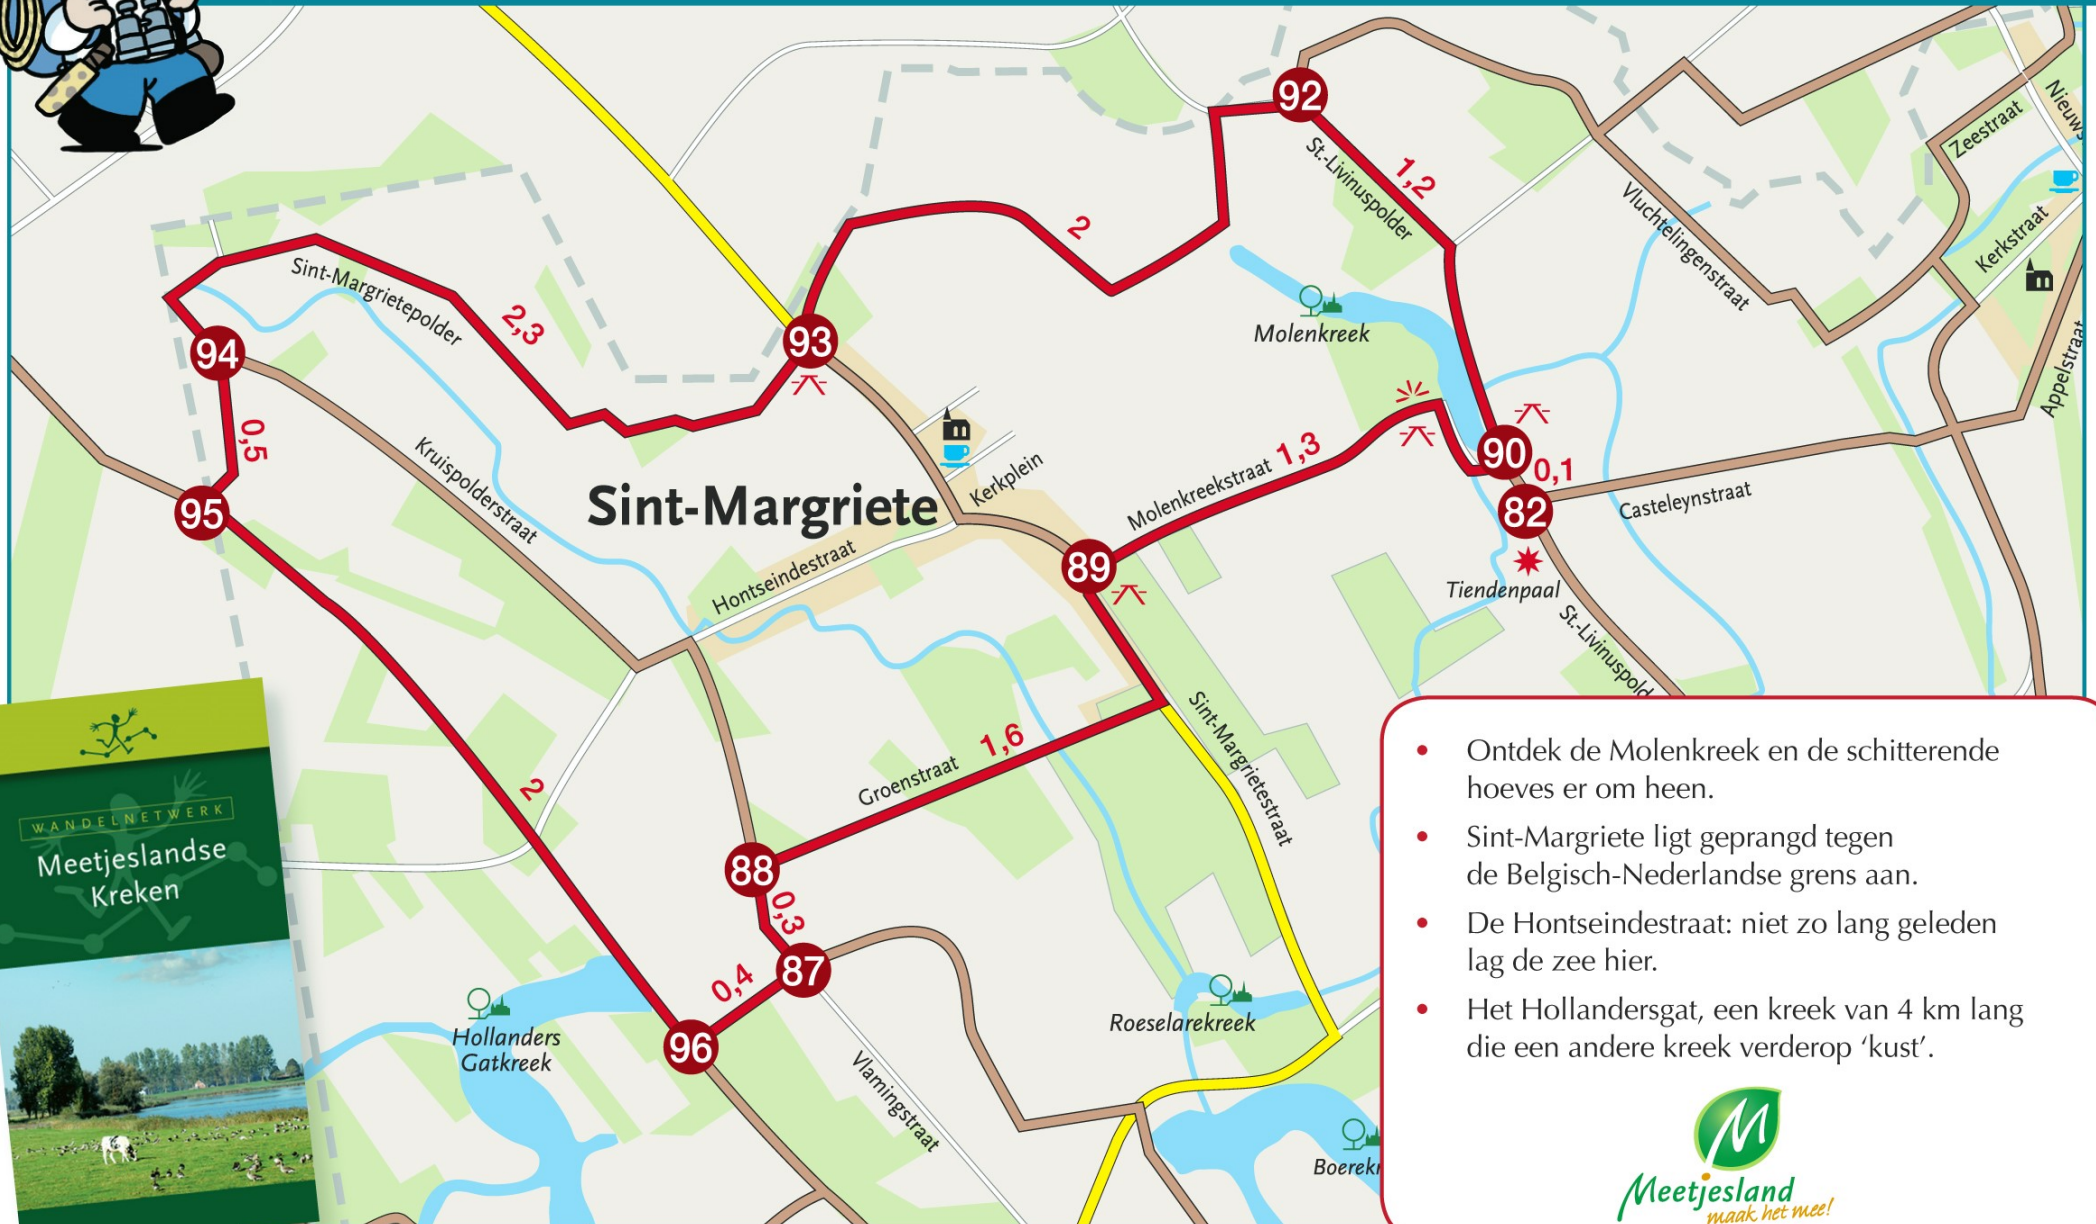 92
St.-Livinuspolder
1,2
Zeestraat
Vluchtelingenstraat
Kerkstraat
Appelstraat
2
Sint-Margrietepolder
2,3
93
94
Molenkreek
0,5
Kruispolderstraat
95
Sint-Margriete
Kerkplein
Hontseindestraat
Molenkreekstraat
1,3
90
0,1
82
Casteleynstraat
Tiendenpaal
89
Sint-Margrietestraat
Groenstraat
1,6
2
88
0,3
87
0,4
96
Hollanders
Gatkreek
Vlamingstraat
Roeselarekreek
WANDELNETWERK
Meetjeslandse
Kreken
• Ontdek de Molenkreek en de schitterende
hoeves er om heen.
• Sint-Margriete ligt geprangd tegen
de Belgisch-Nederlandse grens aan.
• De Hontseindestraat: niet zo lang geleden
lag de zee hier.
• Het Hollandersgat, een kreek van 4 km lang
die een andere kreek verderop ‘kust’.
M
Meetjesland
maak het mee!